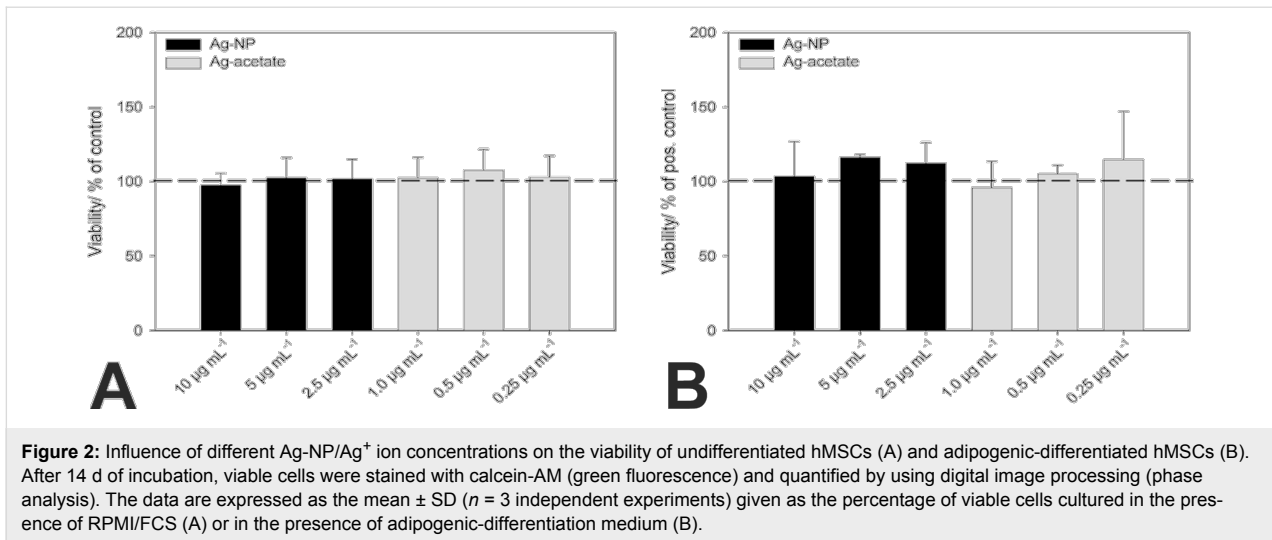 200
150
100
50
0
Viability/ % of control
Ag-NP
Ag-acetate
10 µg mL⁻¹
5 µg mL⁻¹
2.5 µg mL⁻¹
1.0 µg mL⁻¹
0.5 µg mL⁻¹
0.25 µg mL⁻¹
A
200
150
100
50
0
Viability/ % of pos. control
Ag-NP
Ag-acetate
10 µg mL⁻¹
5 µg mL⁻¹
2.5 µg mL⁻¹
1.0 µg mL⁻¹
0.5 µg mL⁻¹
0.25 µg mL⁻¹
B
Figure 2: Influence of different Ag-NP/Ag⁺ ion concentrations on the viability of undifferentiated hMSCs (A) and adipogenic-differentiated hMSCs (B).
After 14 d of incubation, viable cells were stained with calcein-AM (green fluorescence) and quantified by using digital image processing (phase
analysis). The data are expressed as the mean ± SD (n = 3 independent experiments) given as the percentage of viable cells cultured in the pres-
ence of RPMI/FCS (A) or in the presence of adipogenic-differentiation medium (B).